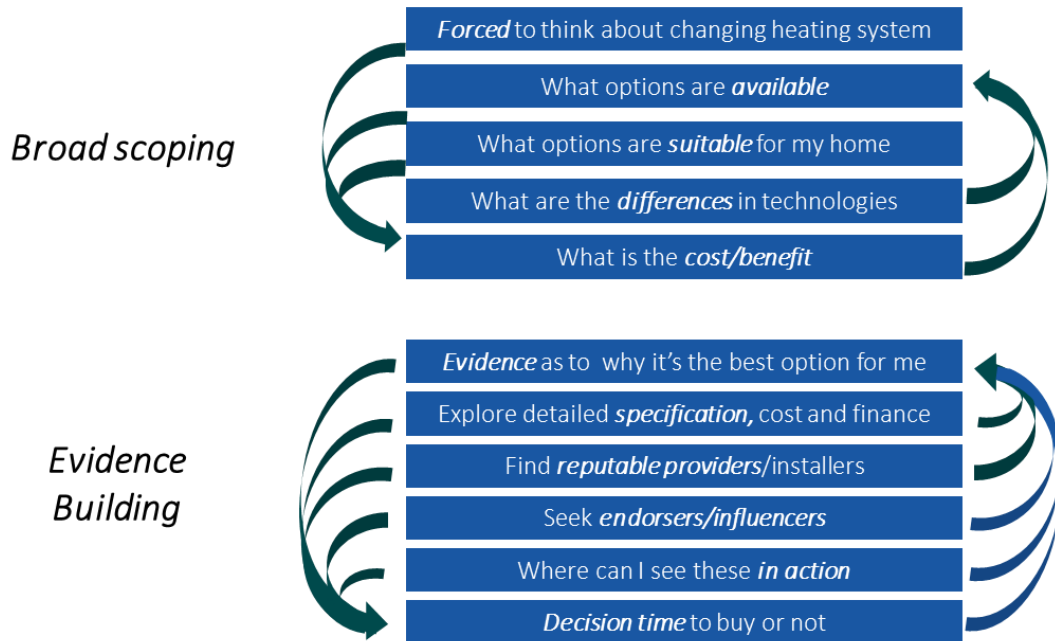 Forced to think about changing heating system
What options are available
Broad scoping
What options are suitable for my home
What are the differences in technologies
What is the cost/benefit
Evidence as to why it's the best option for me
Explore detailed specification, cost and finance
Evidence
Building
Find reputable providers/installers
Seek endorsers/influencers
Where can I see these in action
Decision time to buy or not